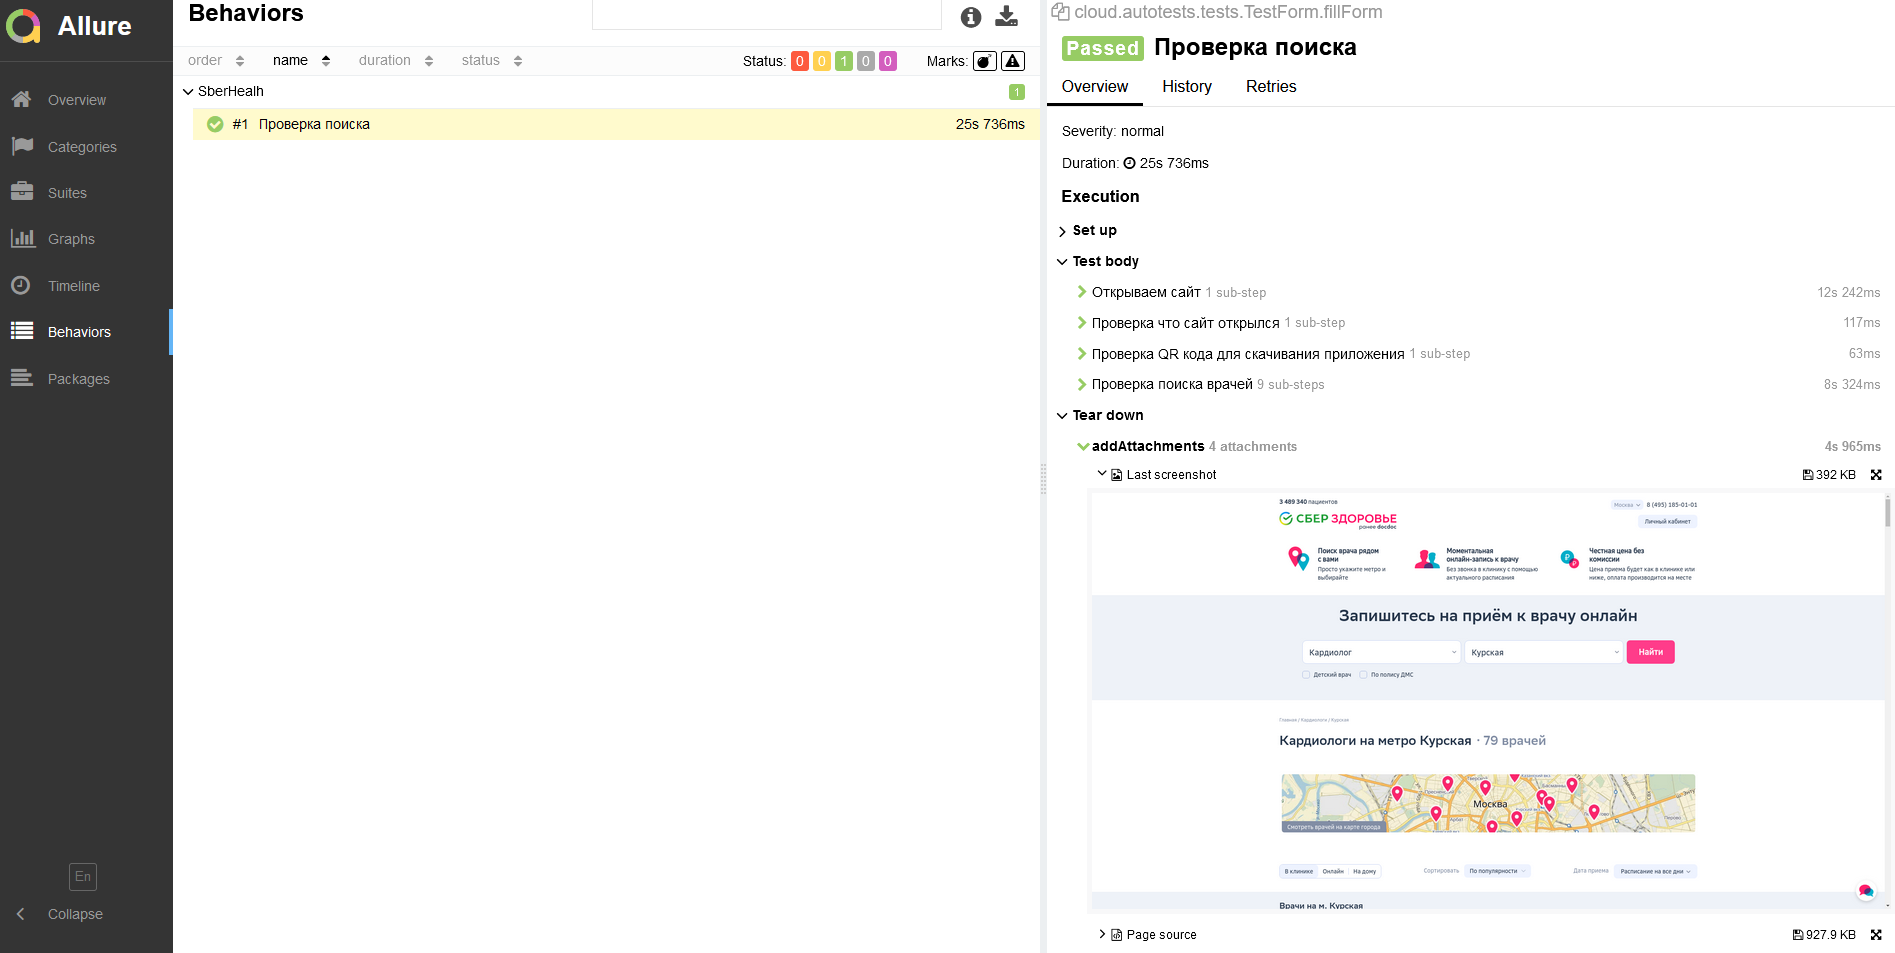 Allure
Overview
Categories
Suites
Graphs
Timeline
Behaviors
Packages
En
Collapse
Behaviors
order name duration status Status: 0 0 1 0 0 Marks:
SberHealh 1
#1 Проверка поиска 25s 736ms
cloud.autotests.tests.TestForm.fillForm
Passed Проверка поиска
Overview History Retries
Severity: normal
Duration: 25s 736ms
Execution
Set up
Test body
Открываем сайт 1 sub-step 12s 242ms
Проверка что сайт открылся 1 sub-step 117ms
Проверка QR кода для скачивания приложения 1 sub-step 63ms
Проверка поиска врачей 9 sub-steps 8s 324ms
Tear down
addAttachments 4 attachments 4s 965ms
Last screenshot 392 KB
3 489 340 пациентов Москва 8 (495) 185-01-01
СБЕР ЗДОРОВЬЕ
ранее docdoc
Личный кабинет
Поиск врача рядом
с вами
Просто укажите метро и
выбирайте
Моментальная
онлайн-запись к врачу
Без звонка в клинику с помощью
актуального расписания
Честная цена без
комиссии
Цена приема будет как в клинике или
ниже, оплата производится на месте
Запишитесь на приём к врачу онлайн
Кардиолог Курская Найти
Детский врач По полису ДМС
Главная / Кардиологи / Курская
Кардиологи на метро Курская · 79 врачей
Москва
Арбат
Перово
Смотреть врачей на карте города
В клинике Онлайн На дому Сортировать По популярности Дата приема Расписание на все дни
Врачи на м. Курская
Page source 927.9 KB